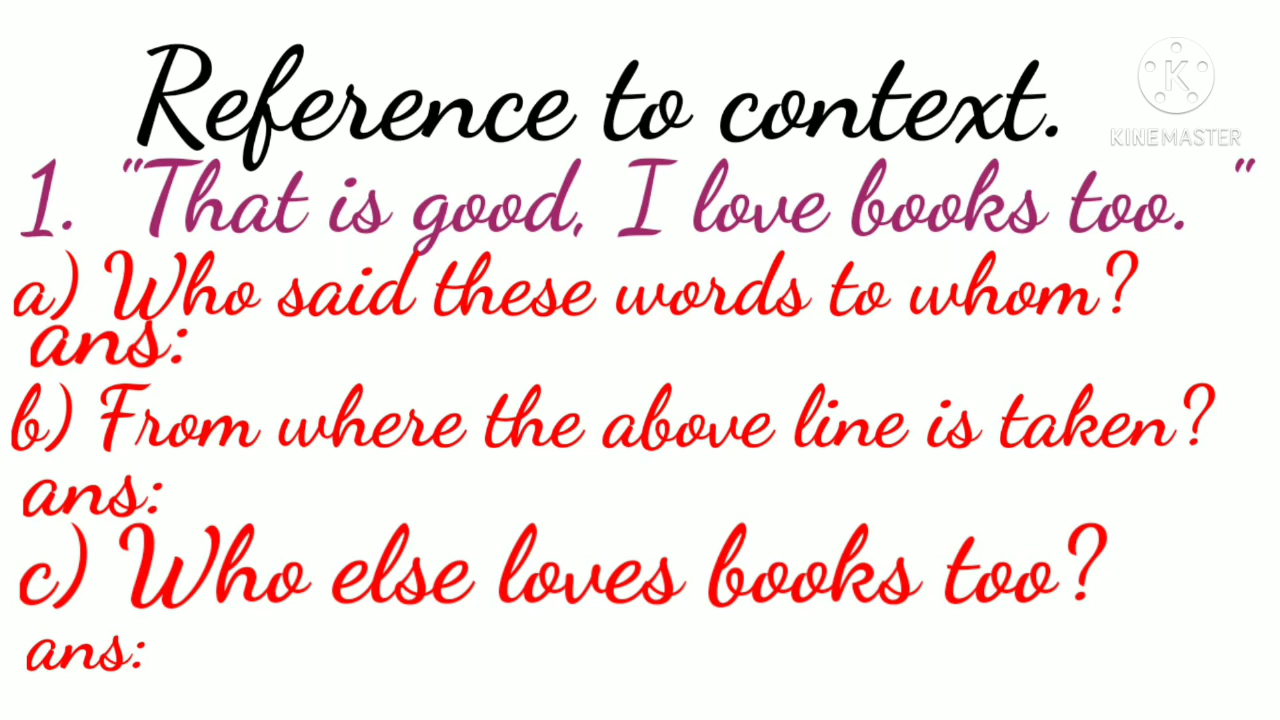 Reference to context.
KINEMASTER
1. "That is good, I love books too. "
a) Who said these words to whom?
ans:
b) From where the above line is taken?
ans:
c) Who else loves books too?
ans: